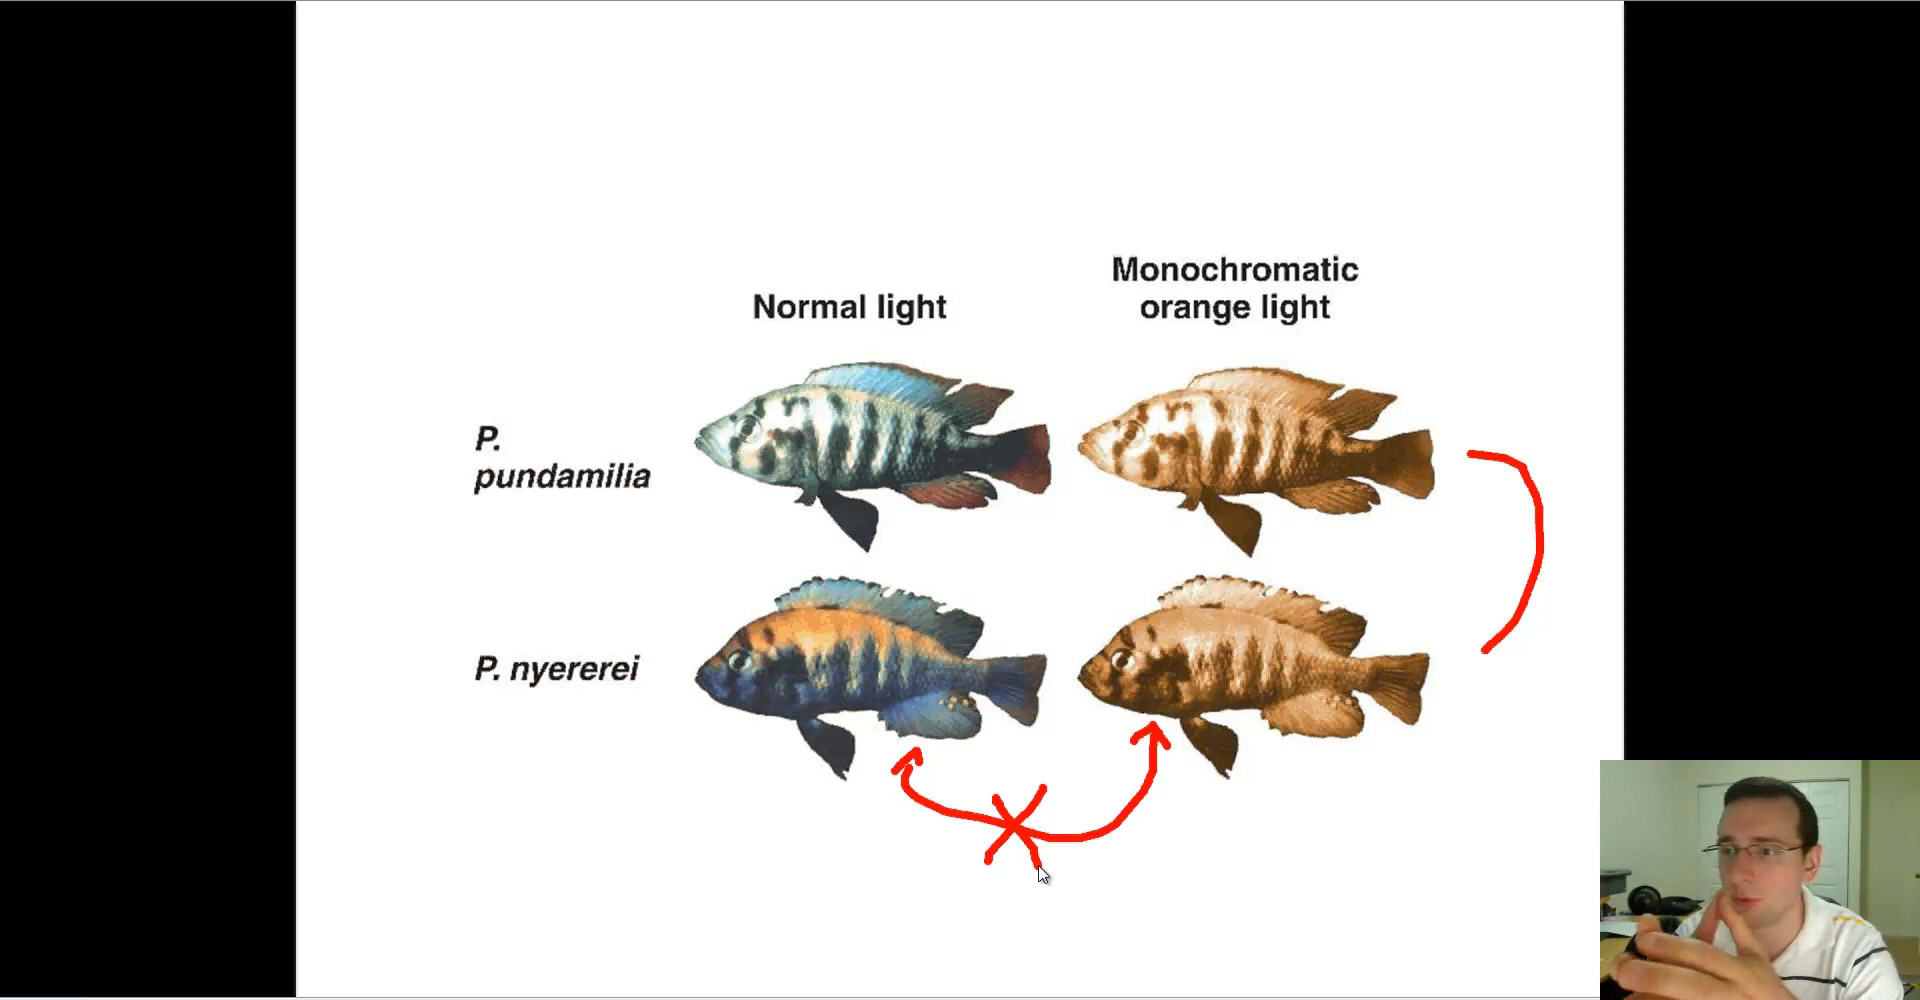 Normal light
Monochromatic
orange light
P.
pundamilia
P. nyererei